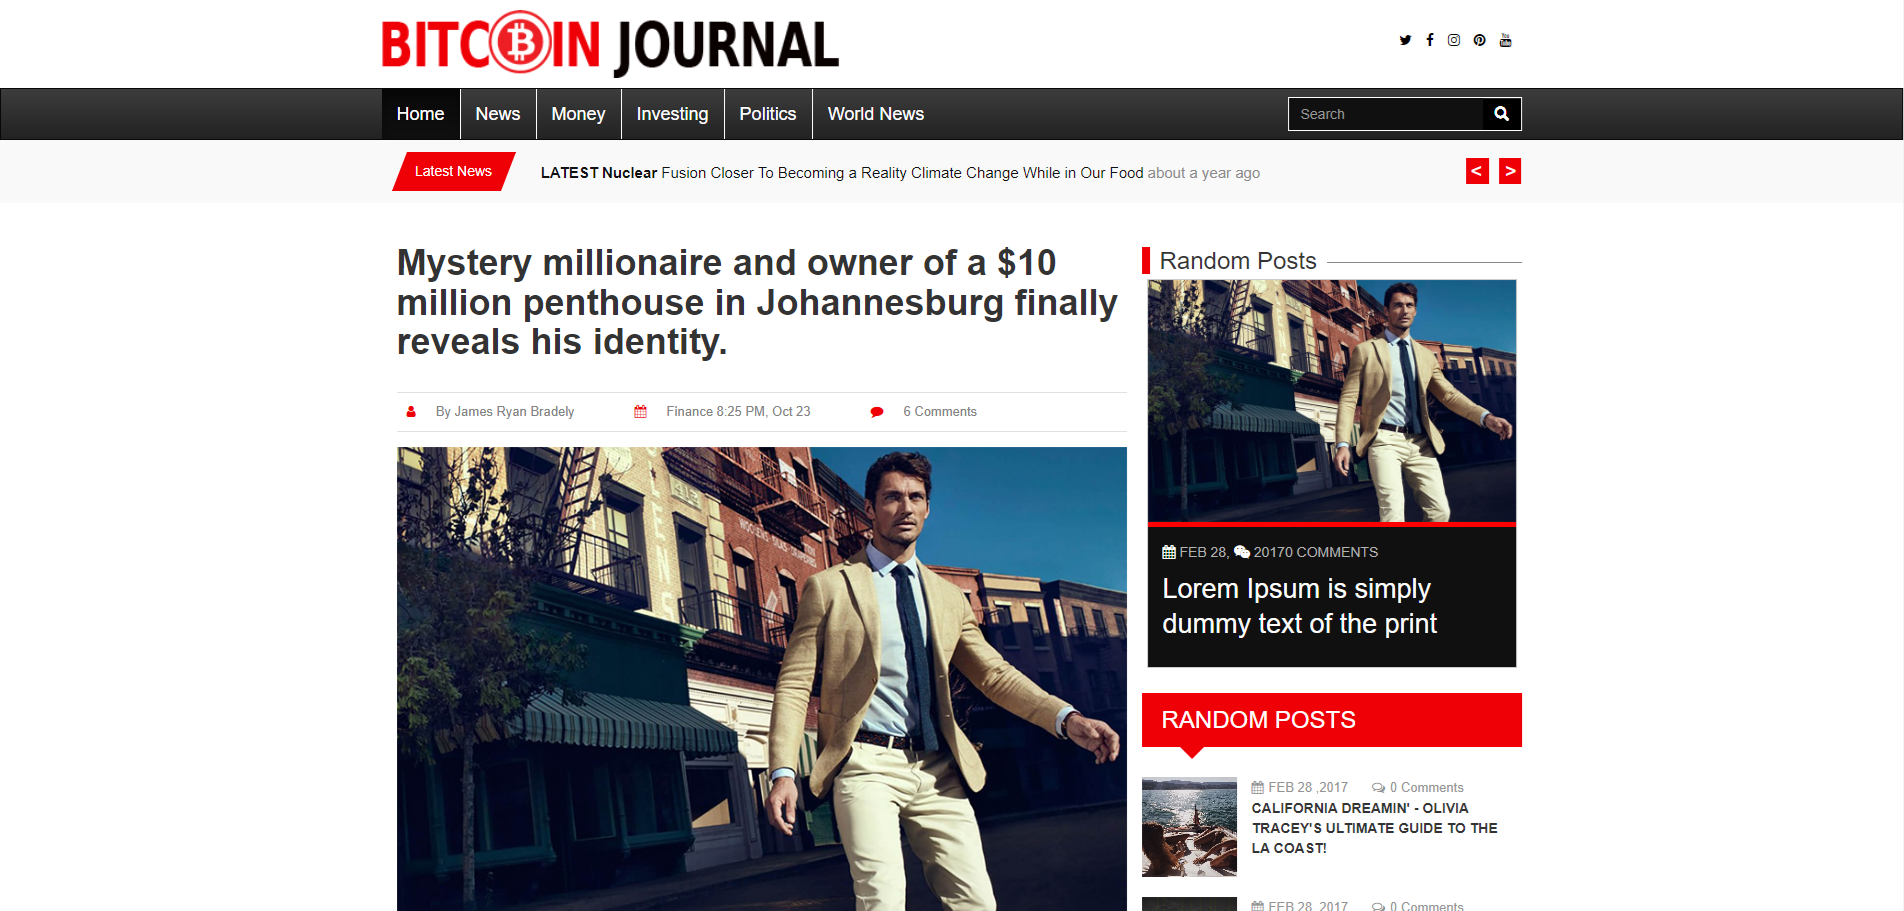 BITCOIN JOURNAL
Home News Money Investing Politics World News Search
Latest News LATEST Nuclear Fusion Closer To Becoming a Reality Climate Change While in Our Food about a year ago < >
Mystery millionaire and owner of a $10
million penthouse in Johannesburg finally
reveals his identity.
By James Ryan Bradely Finance 8:25 PM, Oct 23 6 Comments
Random Posts
FEB 28, 20170 COMMENTS
Lorem Ipsum is simply
dummy text of the print
RANDOM POSTS
FEB 28 ,2017 0 Comments
CALIFORNIA DREAMIN' - OLIVIA
TRACEY'S ULTIMATE GUIDE TO THE
LA COAST!
FEB 28 ,2017 0 Comments